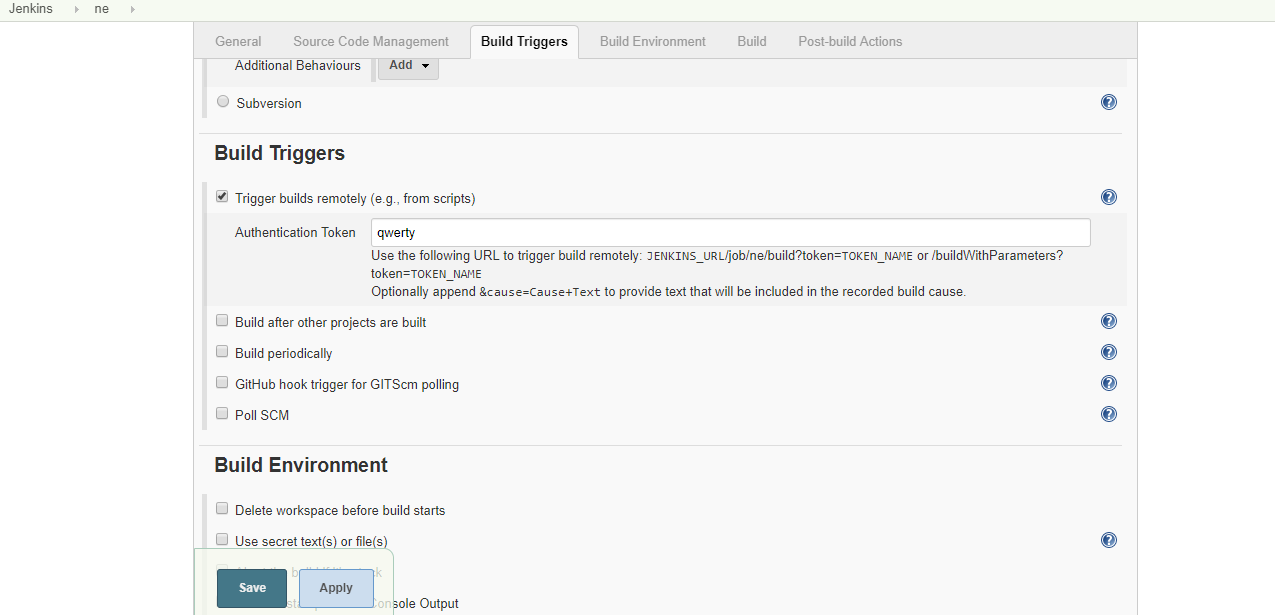 Jenkins ne
General Source Code Management Build Triggers Build Environment Build Post-build Actions
Additional Behaviours Add
Subversion
Build Triggers
Trigger builds remotely (e.g., from scripts)
Authentication Token qwerty
Use the following URL to trigger build remotely: JENKINS_URL/job/ne/build?token=TOKEN_NAME or /buildWithParameters?
token=TOKEN_NAME
Optionally append &cause=Cause+Text to provide text that will be included in the recorded build cause.
Build after other projects are built
Build periodically
GitHub hook trigger for GITScm polling
Poll SCM
Build Environment
Delete workspace before build starts
Use secret text(s) or file(s)
Save Apply
Console Output